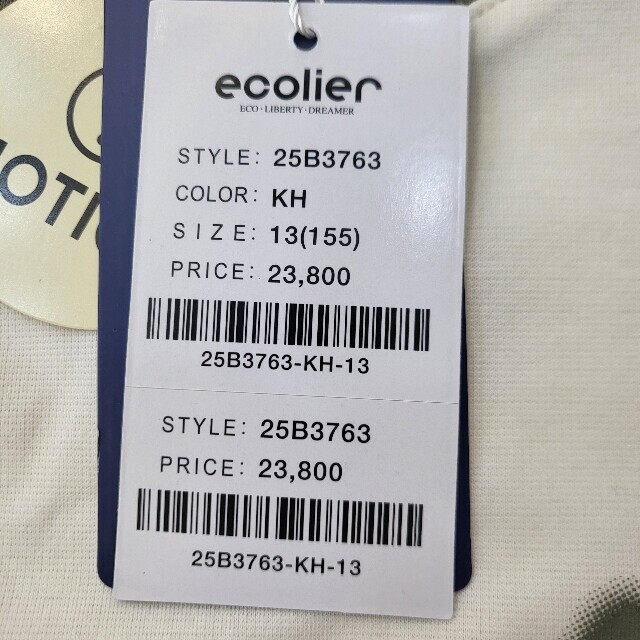 ecolier
ECO · LIBERTY · DREAMER
STYLE: 25B3763
COLOR: KH
SIZE: 13(155)
PRICE: 23,800
25B3763-KH-13
STYLE: 25B3763
PRICE: 23,800
25B3763-KH-13